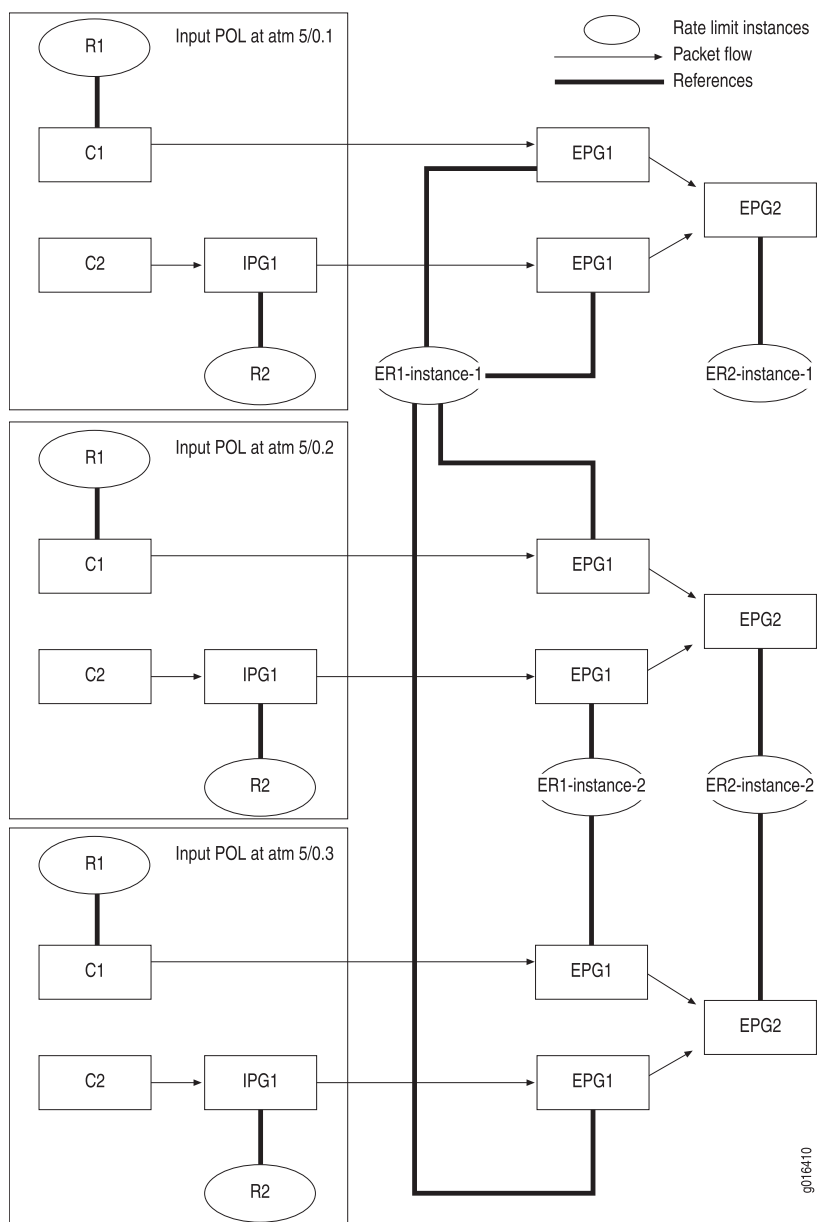 R1
Input POL at atm 5/0.1
Rate limit instances
Packet flow
References
C1
EPG1
EPG2
C2
IPG1
EPG1
R2
ER1-instance-1
ER2-instance-1
R1
Input POL at atm 5/0.2
C1
EPG1
EPG2
C2
IPG1
EPG1
R2
ER1-instance-2
ER2-instance-2
R1
Input POL at atm 5/0.3
C1
EPG1
EPG2
C2
IPG1
EPG1
R2
g016410